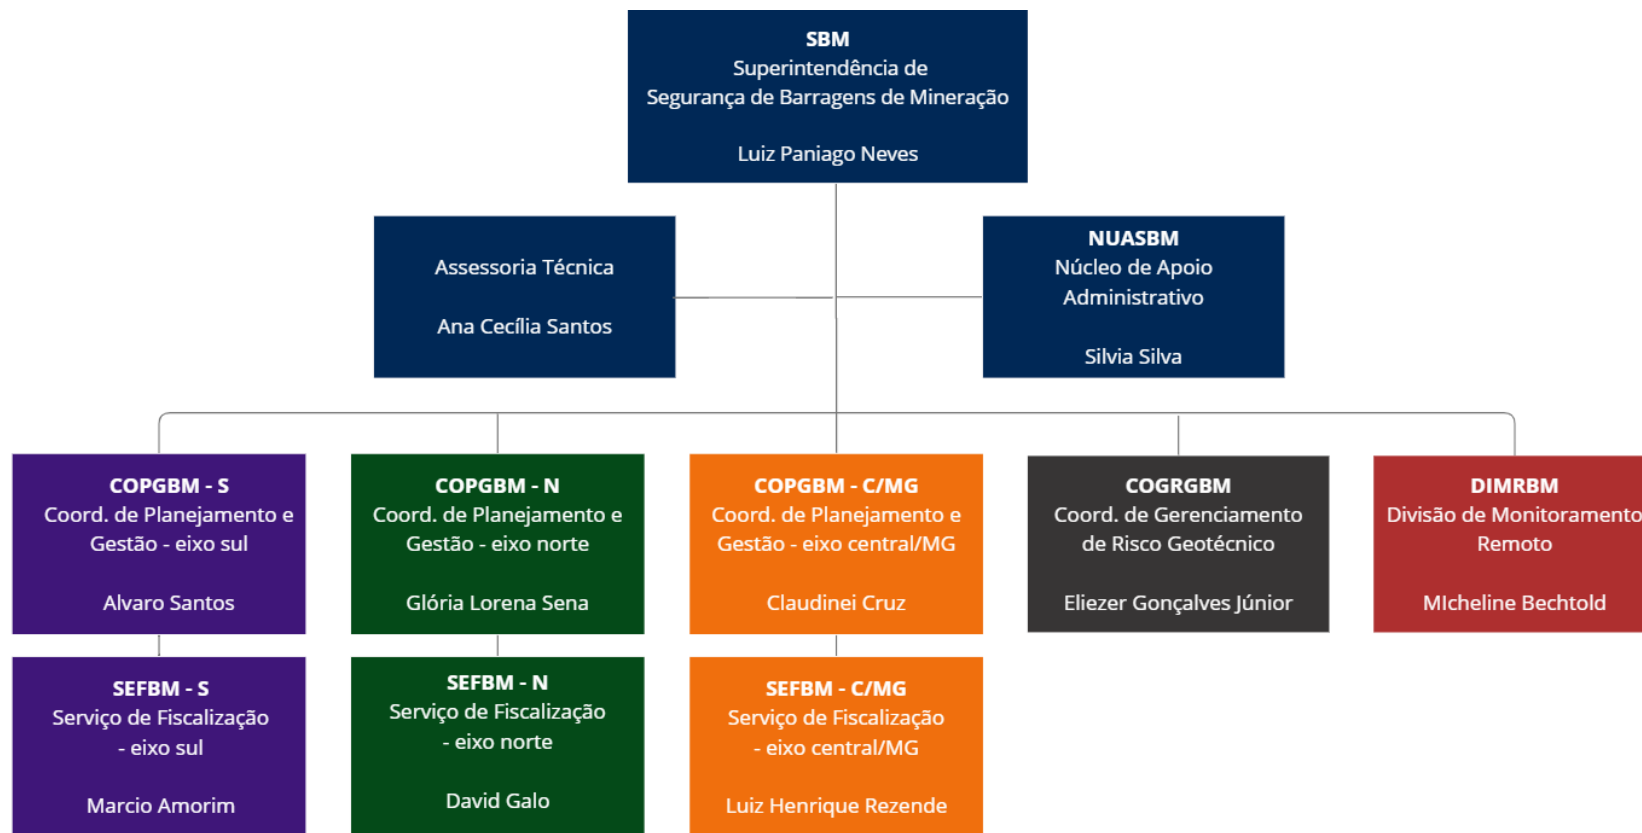 SBM
Superintendência de
Segurança de Barragens de Mineração
Luiz Paniago Neves
Assessoria Técnica
Ana Cecília Santos
NUASBM
Núcleo de Apoio
Administrativo
Silvia Silva
COPGBM - S
Coord. de Planejamento e
Gestão - eixo sul
Alvaro Santos
COPGBM - N
Coord. de Planejamento e
Gestão - eixo norte
Glória Lorena Sena
COPGBM - C/MG
Coord. de Planejamento e
Gestão - eixo central/MG
Claudinei Cruz
COGRGBM
Coord. de Gerenciamento
de Risco Geotécnico
Eliezer Gonçalves Júnior
DIMRBM
Divisão de Monitoramento
Remoto
MIcheline Bechtold
SEFBM - S
Serviço de Fiscalização
- eixo sul
Marcio Amorim
SEFBM - N
Serviço de Fiscalização
- eixo norte
David Galo
SEFBM - C/MG
Serviço de Fiscalização
- eixo central/MG
Luiz Henrique Rezende